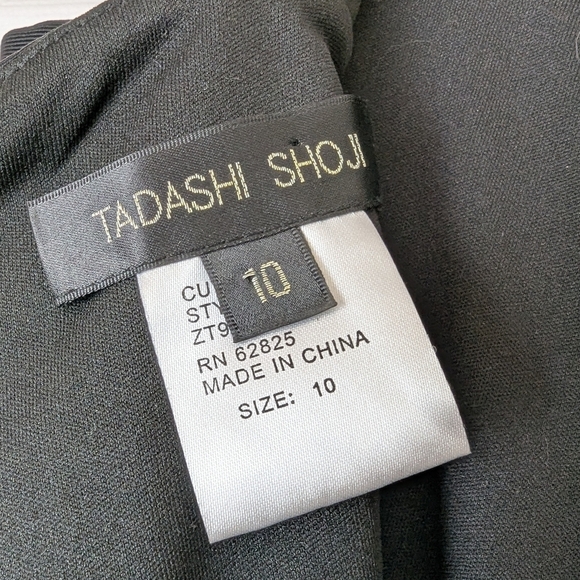 TADASHI SHOJI
10
CU
STY
ZT9
RN 62825
MADE IN CHINA
SIZE: 10